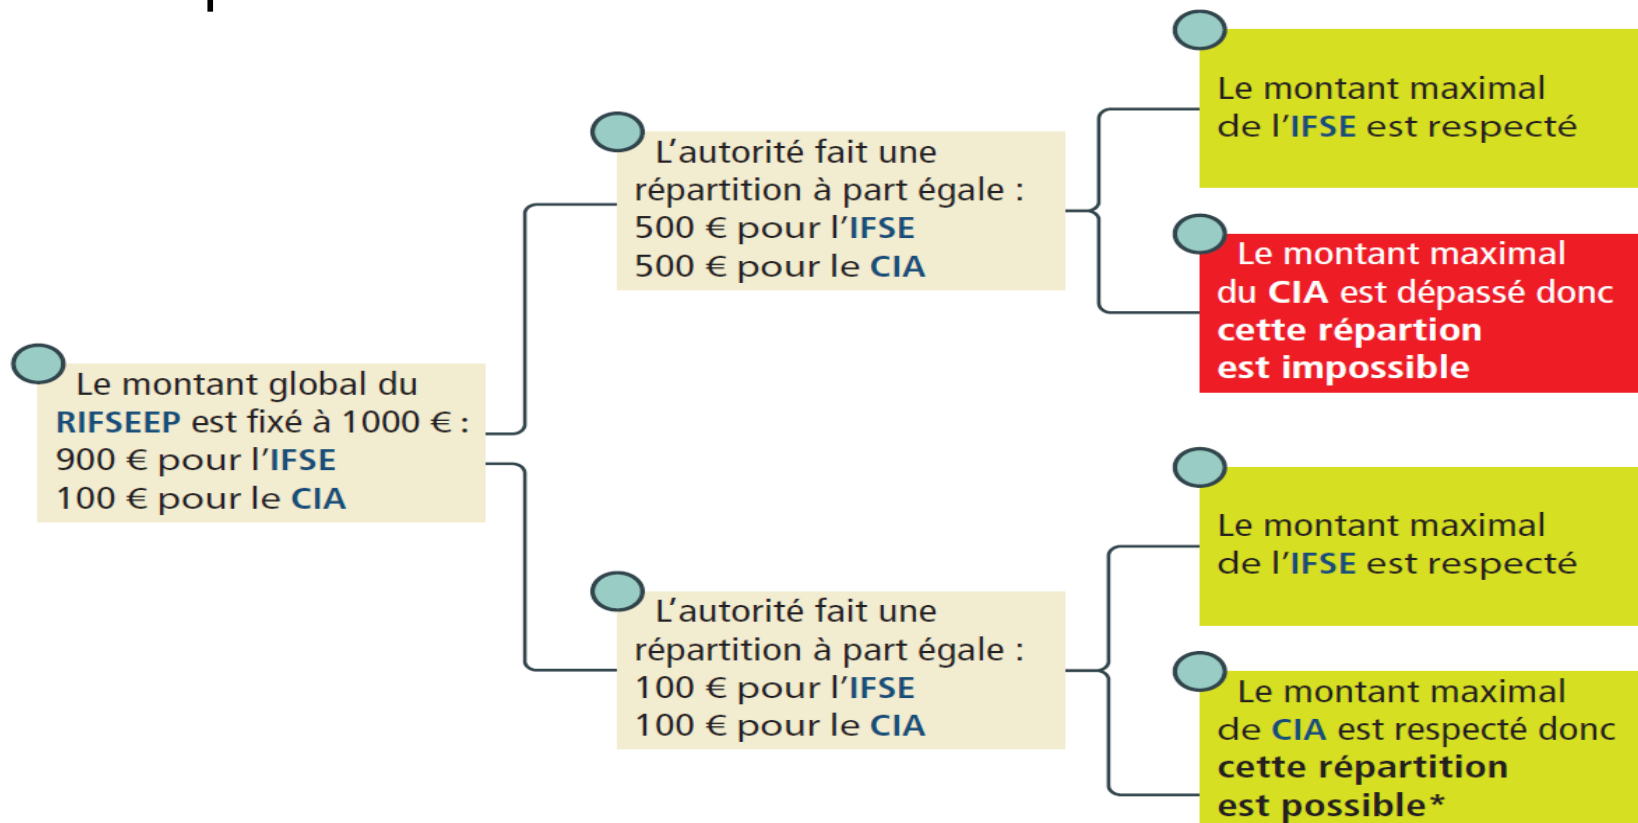 Le montant global du
RIFSEEP est fixé à 1000 € :
900 € pour l'IFSE
100 € pour le CIA
L'autorité fait une
répartition à part égale :
500 € pour l'IFSE
500 € pour le CIA
Le montant maximal
de l'IFSE est respecté
Le montant maximal
du CIA est dépassé donc
cette répartion
est impossible
L'autorité fait une
répartition à part égale :
100 € pour l'IFSE
100 € pour le CIA
Le montant maximal
de l'IFSE est respecté
Le montant maximal
de CIA est respecté donc
cette répartition
est possible*